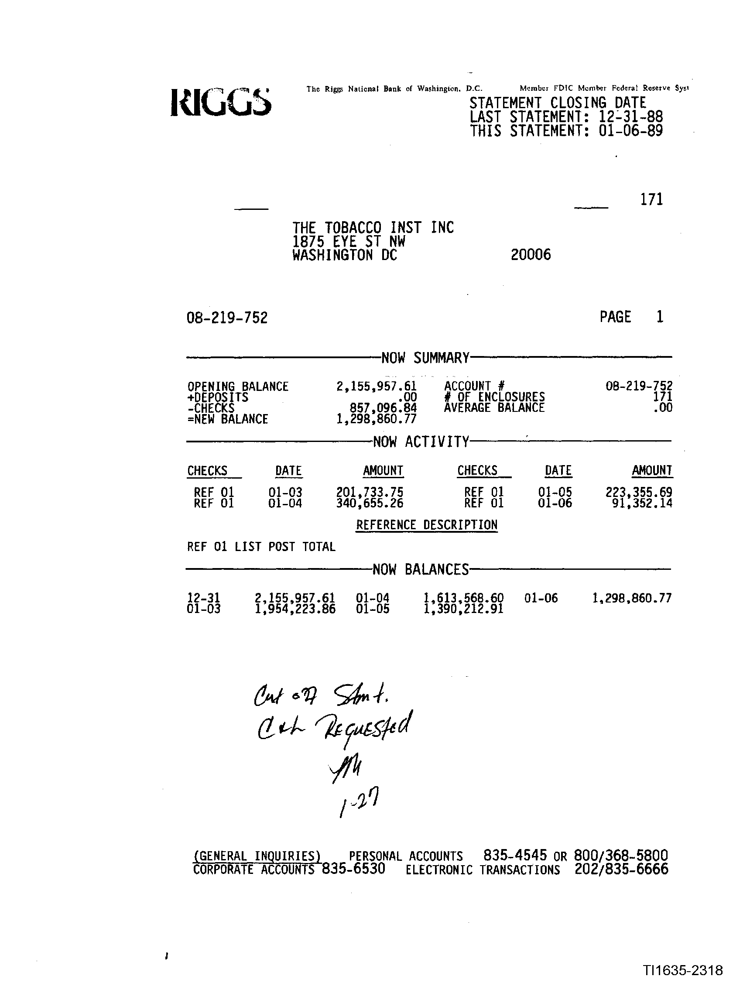 RIGGS
The Riggs National Bank of Washington, D.C. Member FDIC Member Federal Reserve Syst
STATEMENT CLOSING DATE
LAST STATEMENT: 12-31-88
THIS STATEMENT: 01-06-89
171
THE TOBACCO INST INC
1875 EYE ST NW
WASHINGTON DC 20006
08-219-752 PAGE 1
NOW SUMMARY
OPENING BALANCE 2,155,957.61 ACCOUNT # 08-219-752
+DEPOSITS .00 # OF ENCLOSURES 171
-CHECKS 857,096.84 AVERAGE BALANCE .00
=NEW BALANCE 1,298,860.77
NOW ACTIVITY
CHECKS DATE AMOUNT CHECKS DATE AMOUNT
REF 01 01-03 201,733.75 REF 01 01-05 223,355.69
REF 01 01-04 340,655.26 REF 01 01-06 91,352.14
REFERENCE DESCRIPTION
REF 01 LIST POST TOTAL
NOW BALANCES
12-31 2,155,957.61 01-04 1,613,568.60 01-06 1,298,860.77
01-03 1,954,223.86 01-05 1,390,212.91
Cut off Stmt.
C&L Requested
1-27
(GENERAL INQUIRIES) PERSONAL ACCOUNTS 835-4545 OR 800/368-5800
CORPORATE ACCOUNTS 835-6530 ELECTRONIC TRANSACTIONS 202/835-6666
TI1635-2318